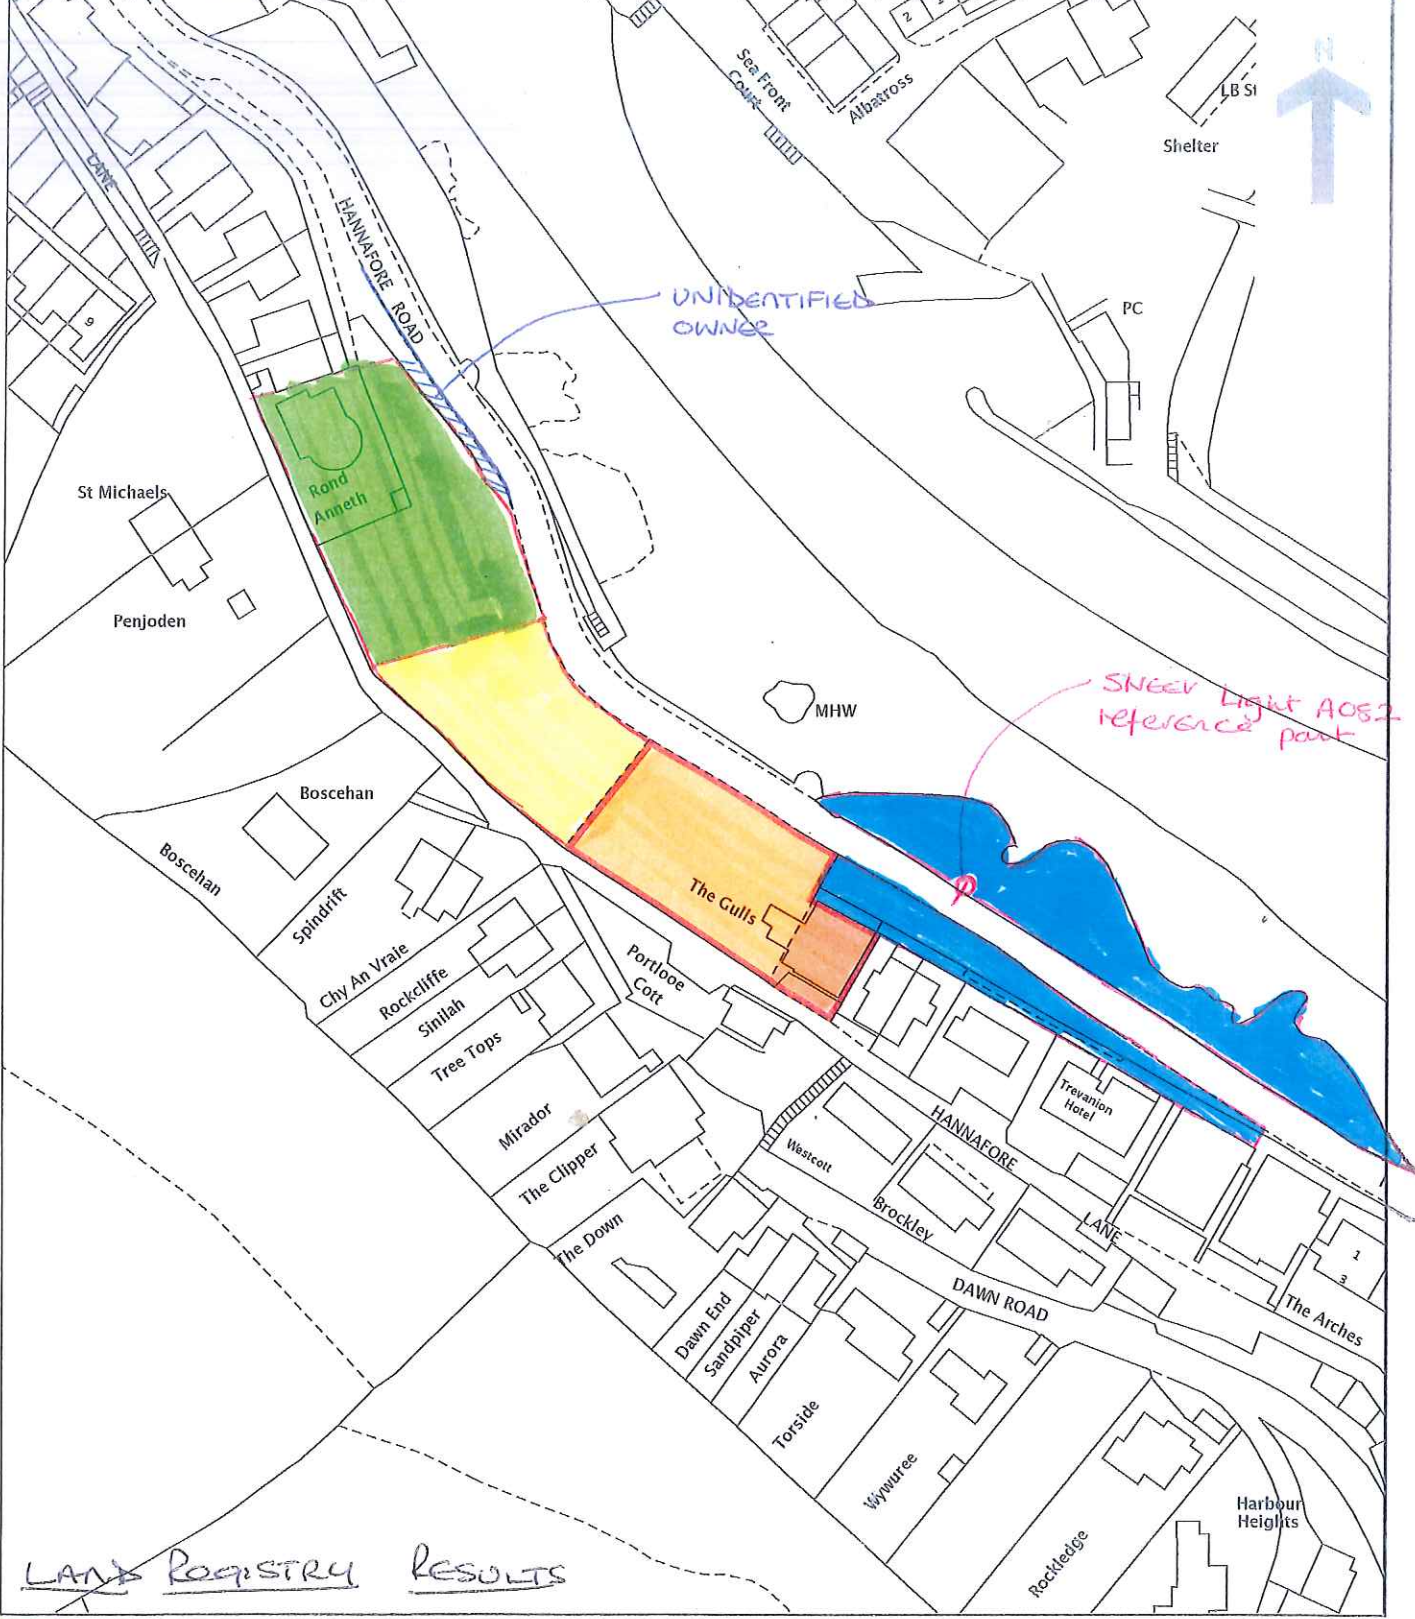 Sea Front
Court
Albatross
2
LB
Shelter
N
LANE
HANNAFORE ROAD
UNIDENTIFIED
OWNER
PC
9
St Michaels
Rond
Anneth
Penjoden
MHW
Light A082
reference
Boscehan
Boscehan
Spindrift
The Gulls
Chy An Vraie
Rockcliffe
Sinilah
Tree Tops
Portlooe
Cott
Mirador
The Clipper
The Down
Westcott
Brockley
HANNAFORE
LANE
Trevanion
Hotel
DAWN ROAD
1
3
The Arches
Dawn End
Sandpiper
Aurora
Torside
Wywuree
Rockledge
Harbour
Heights
LAND REGISTRY RESULTS